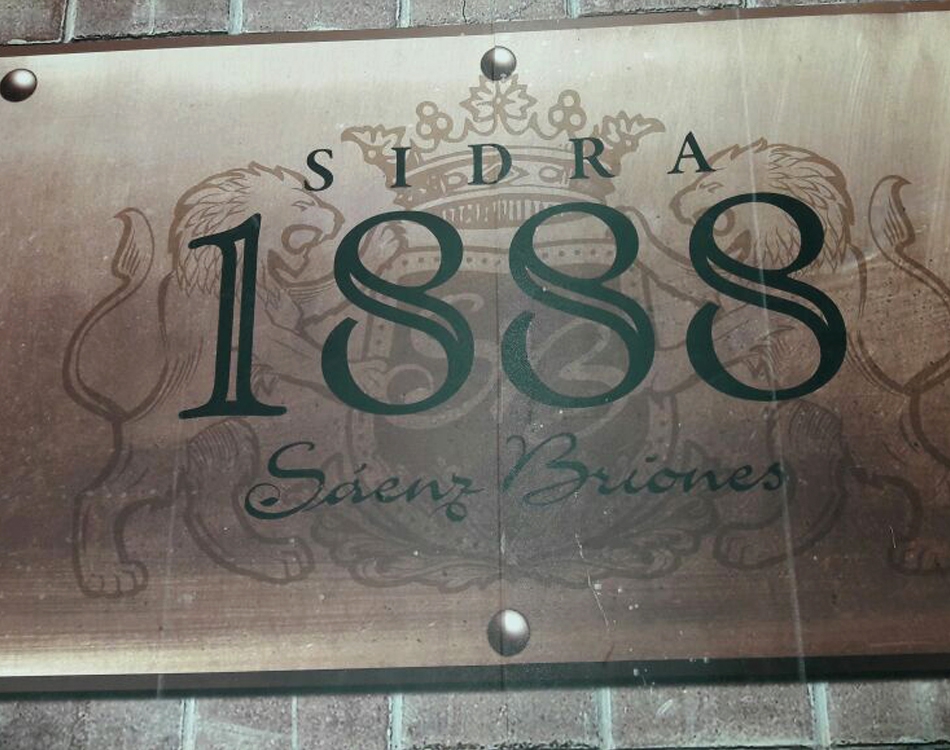 SIDRA
1888
Sáenz Briones